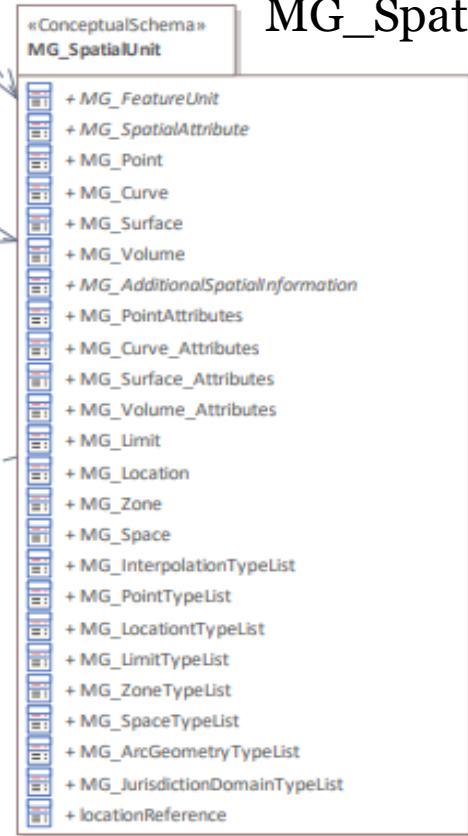 MG_Spat
«ConceptualSchema»
MG_SpatialUnit
+ MG_FeatureUnit
+ MG_SpatialAttribute
+ MG_Point
+ MG_Curve
+ MG_Surface
+ MG_Volume
+ MG_AdditionalSpatialInformation
+ MG_PointAttributes
+ MG_Curve_Attributes
+ MG_Surface_Attributes
+ MG_Volume_Attributes
+ MG_Limit
+ MG_Location
+ MG_Zone
+ MG_Space
+ MG_InterpolationTypeList
+ MG_PointTypeList
+ MG_LocationtTypeList
+ MG_LimitTypeList
+ MG_ZoneTypeList
+ MG_SpaceTypeList
+ MG_ArcGeometryTypeList
+ MG_JurisdictionDomainTypeList
+ locationReference